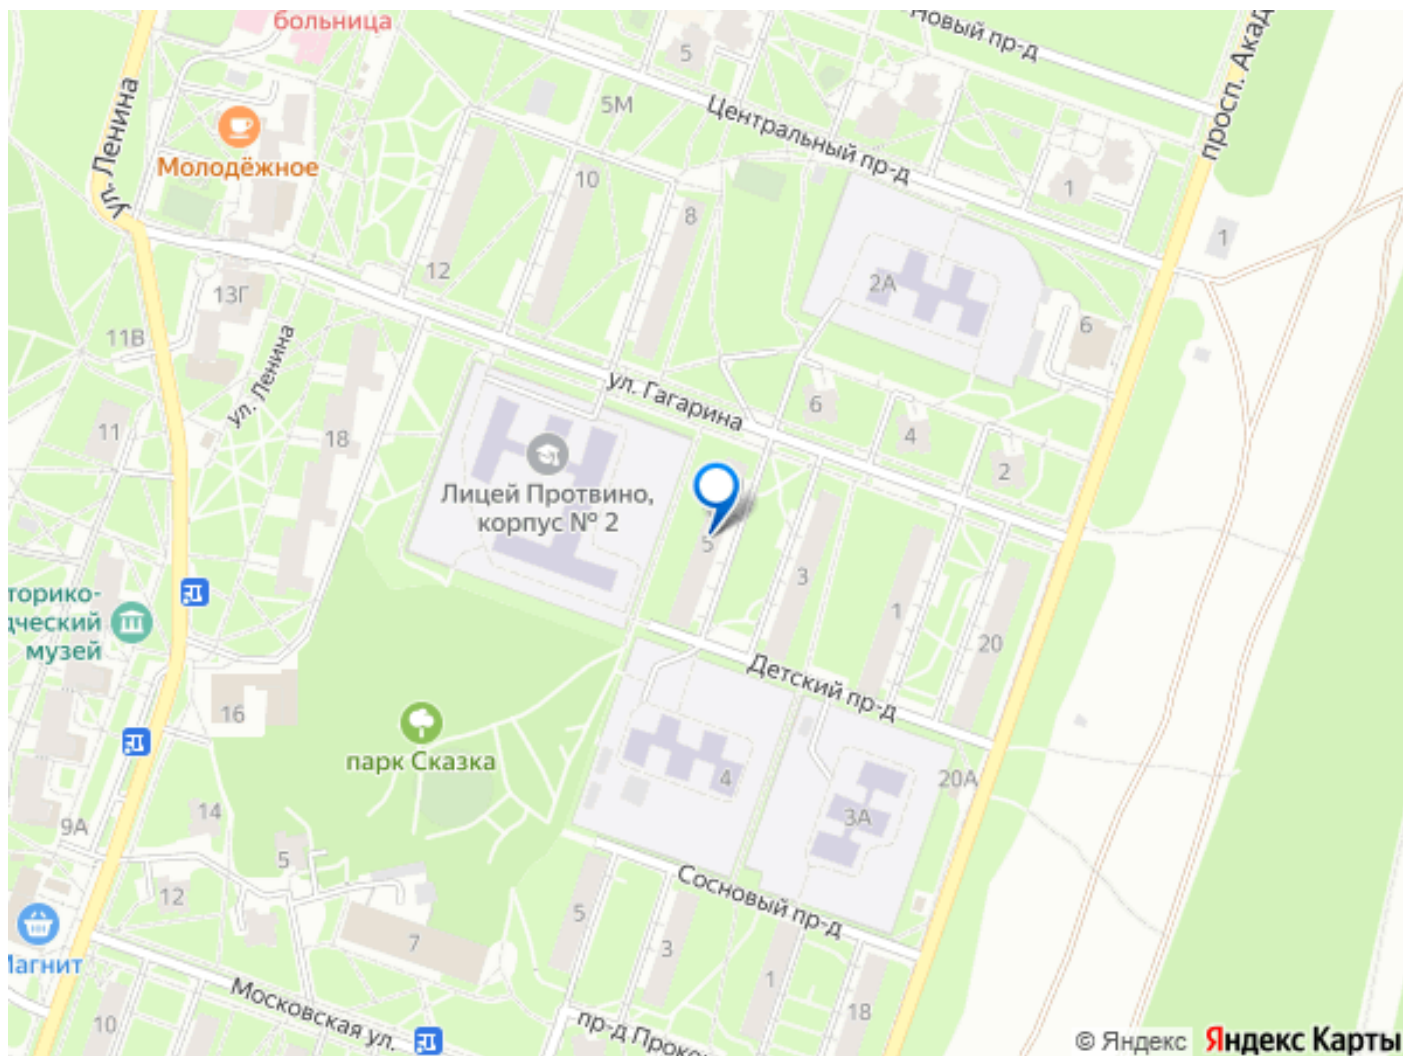 больница
Новый пр-д
просп. Акад
5
5М
Центральный пр-д
ул. Ленина
Молодёжное
10
1
8
1
12
2А
13Г
6
11В
ул. Ленина
ул. Гагарина
6
4
11
18
2
Лицей Протвино,
корпус № 2
5
3
1
торико-
дческий
музей
20
Детский пр-д
16
парк Сказка
4
20А
14
9А
3А
5
12
Сосновый пр-д
5
7
3
Магнит
1
Московская ул.
18
10
пр-д Проко
© Яндекс Яндекс Карты